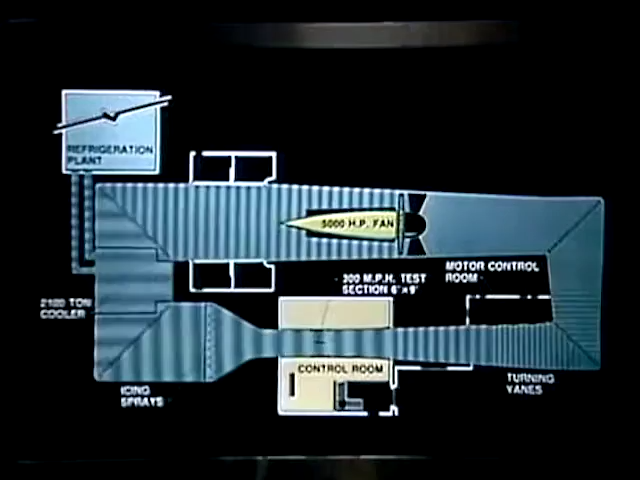 REFRIGERATION
PLANT
5000 H.P. FAN
300 M.P.H. TEST
SECTION 6'×9'
MOTOR CONTROL
ROOM
2100 TON
COOLER
CONTROL ROOM
ICING
SPRAYS
TURNING
VANES